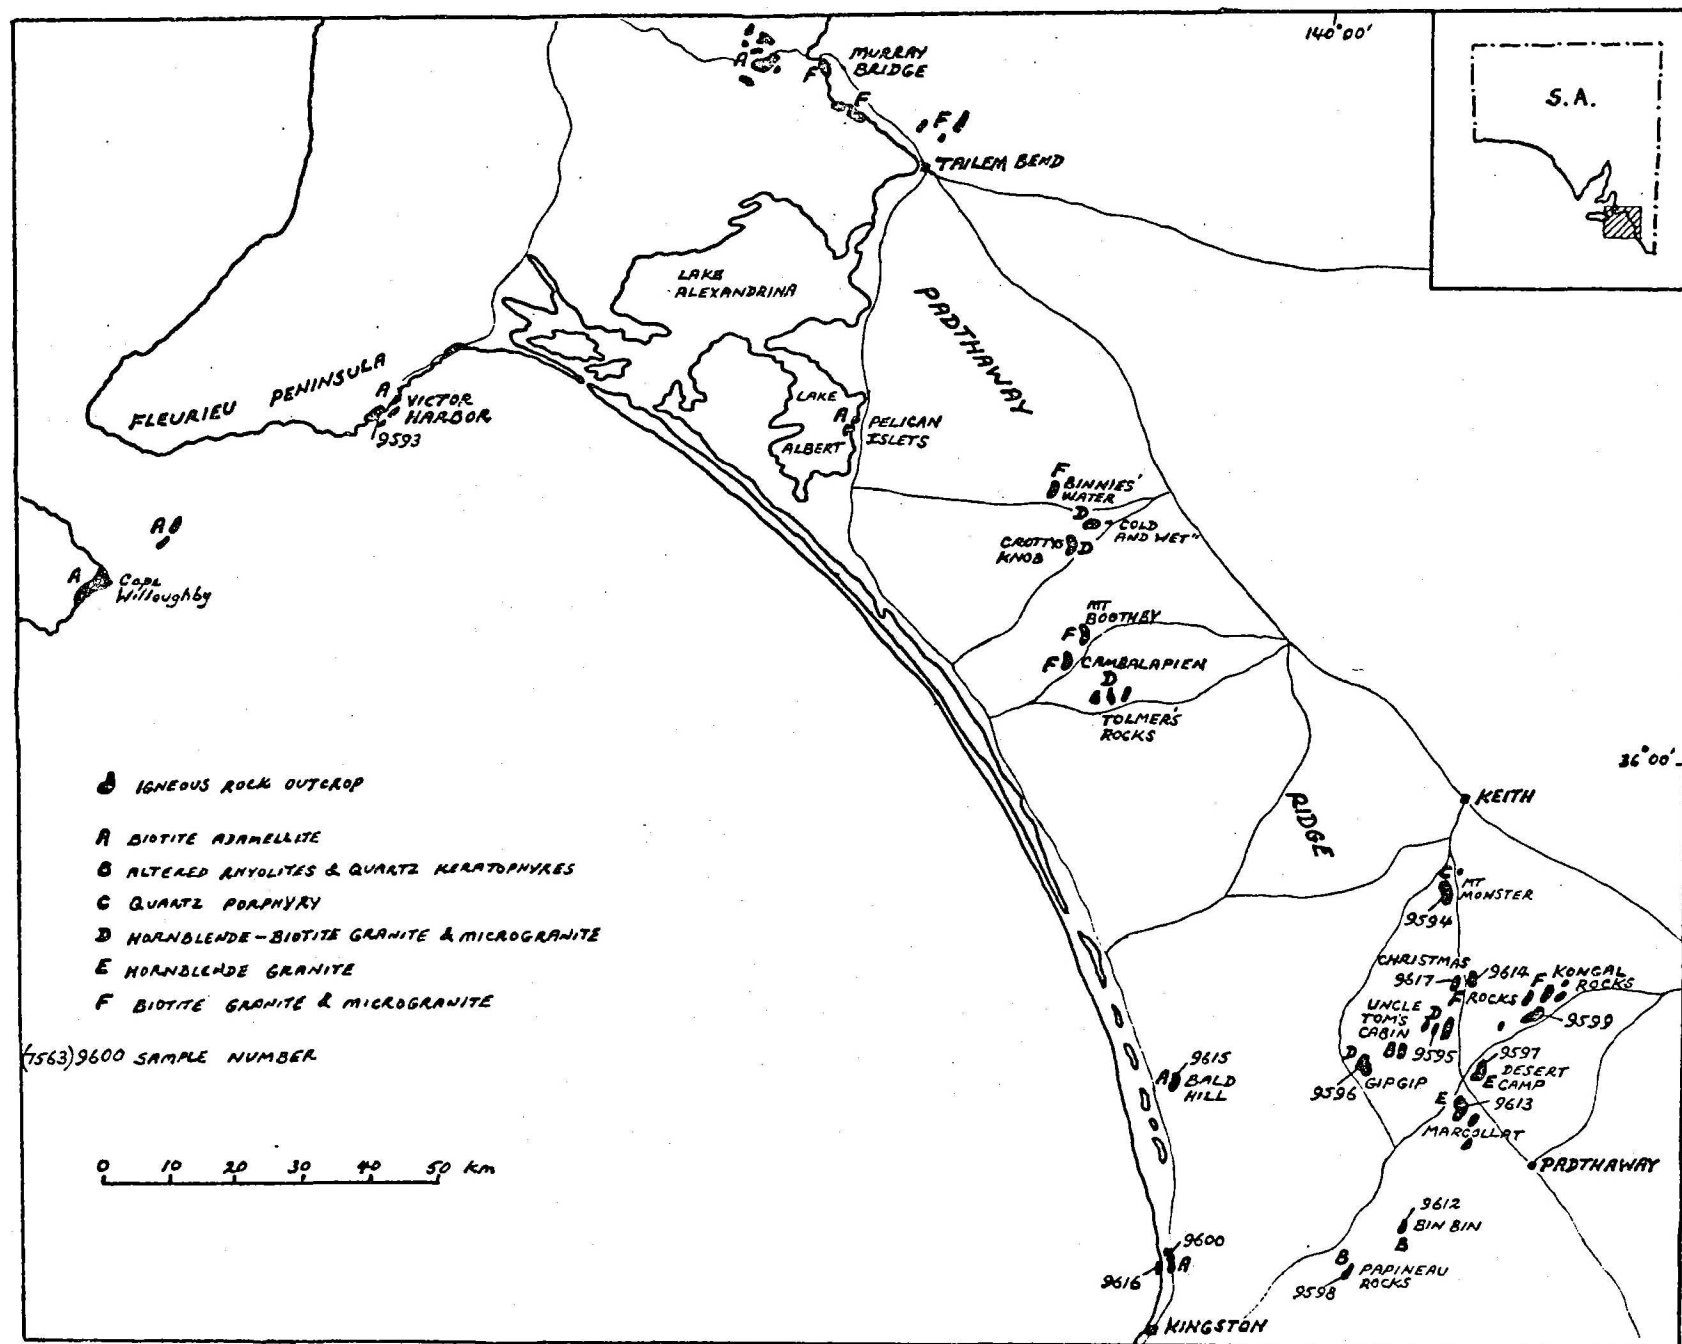 140°00'
S.A.
A
MURRAY
BRIDGE
F
F
F
TAILEM BEND
LAKE
ALEXANDRINA
PADTHAWAY
FLEURIEU PENINSULA
A
VICTOR
HARBOR
9593
LAKE
ALBERT
A
PELICAN
ISLETS
F
BINNIES'
WATER
D
"COLD
AND WET"
CROTTYS
KNOB
D
A
A
Cape
Willoughby
MT
BOOTHBY
F
F
CAMBALAPIEN
D
TOLMER'S
ROCKS
36°00'
KEITH
RIDGE
IGNEOUS ROCK OUTCROP
A BIOTITE ADAMELLITE
B ALTERED RHYOLITES & QUARTZ KERATOPHYRES
C QUARTZ PORPHYRY
D HORNBLENDE-BIOTITE GRANITE & MICROGRANITE
E HORNBLENDE GRANITE
F BIOTITE GRANITE & MICROGRANITE
(7563)9600 SAMPLE NUMBER
C
MT
MONSTER
9594
CHRISTMAS
ROCKS
9617
9614
F
F
KONGAL
ROCKS
9599
UNCLE
TOM'S
CABIN
D
9595
D
9596
GIPGIP
9597
DESERT
CAMP
E
E
9613
MARCOLLAT
PADTHAWAY
9615
A
BALD
HILL
0 10 20 30 40 50 km
9612
BIN BIN
B
B
PAPINEAU
ROCKS
9598
9600
9616
A
KINGSTON